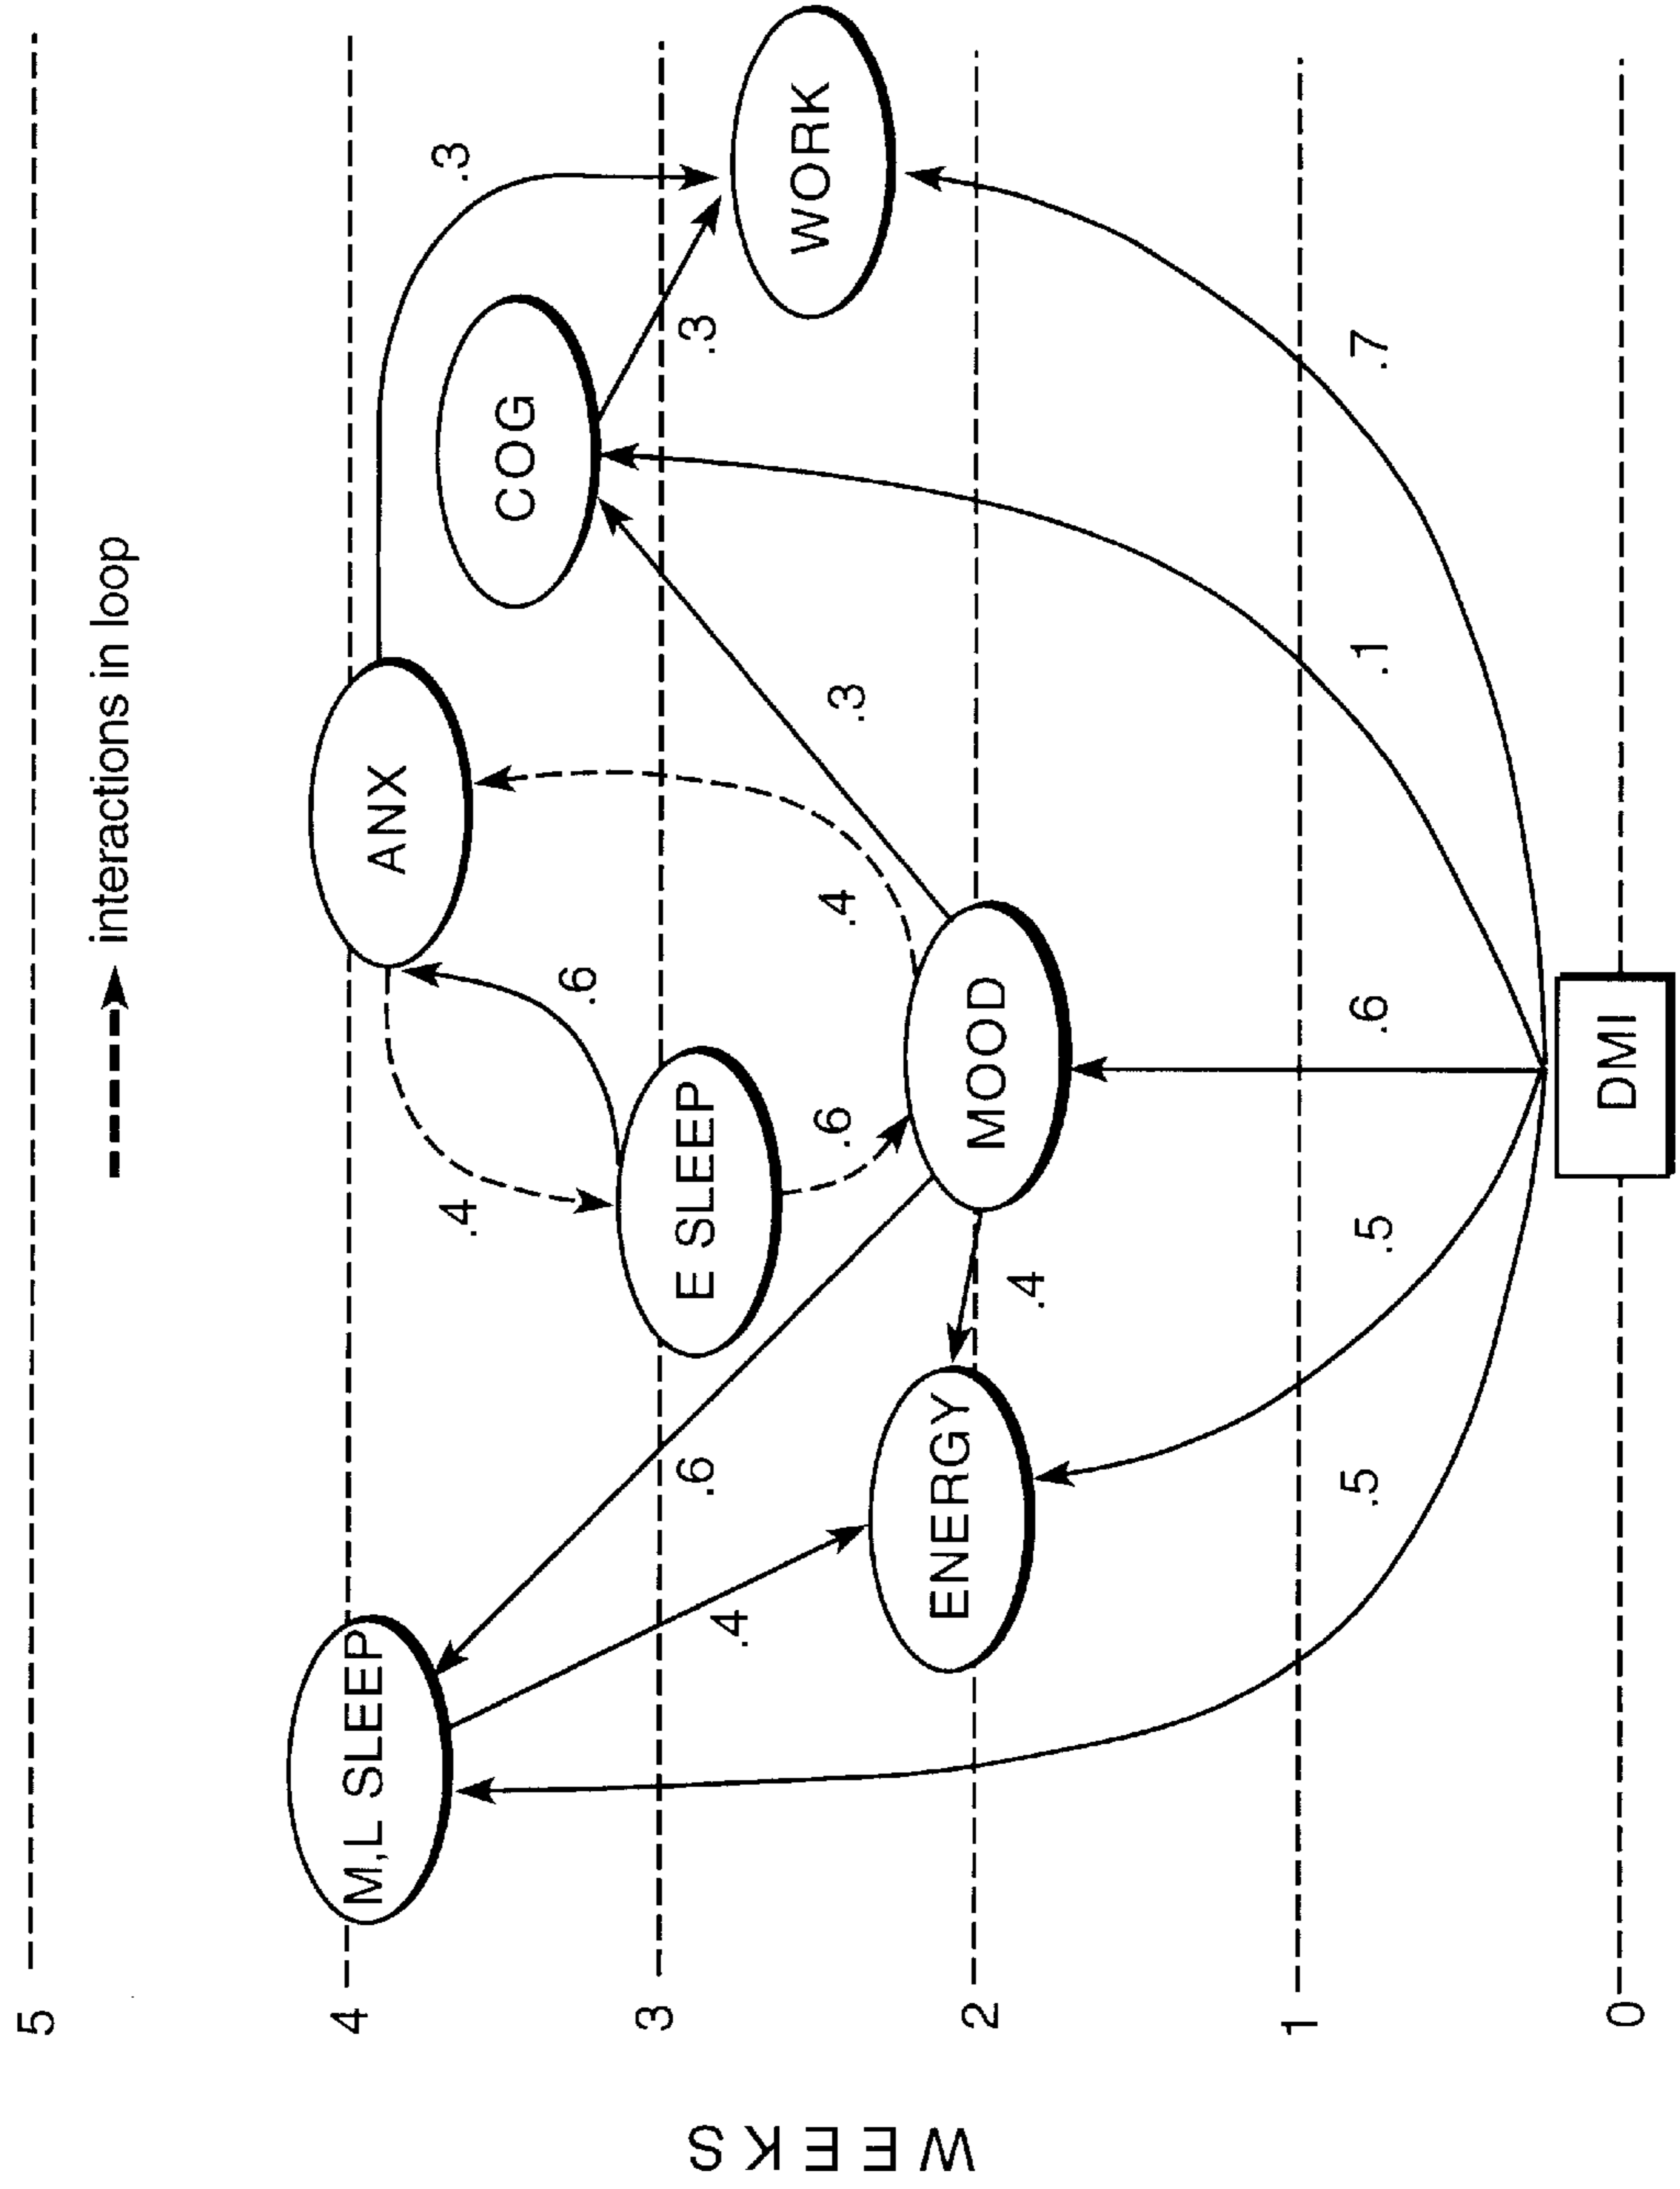 5
interactions in loop
4
M,L SLEEP
ANX
.3
.4
.6
COG
3
E SLEEP
WORK
.6
.4
.6
.4
.3
.3
2
ENERGY
MOOD
.4
1
.5
.5
.6
.1
.7
0
DMI
WEEKS